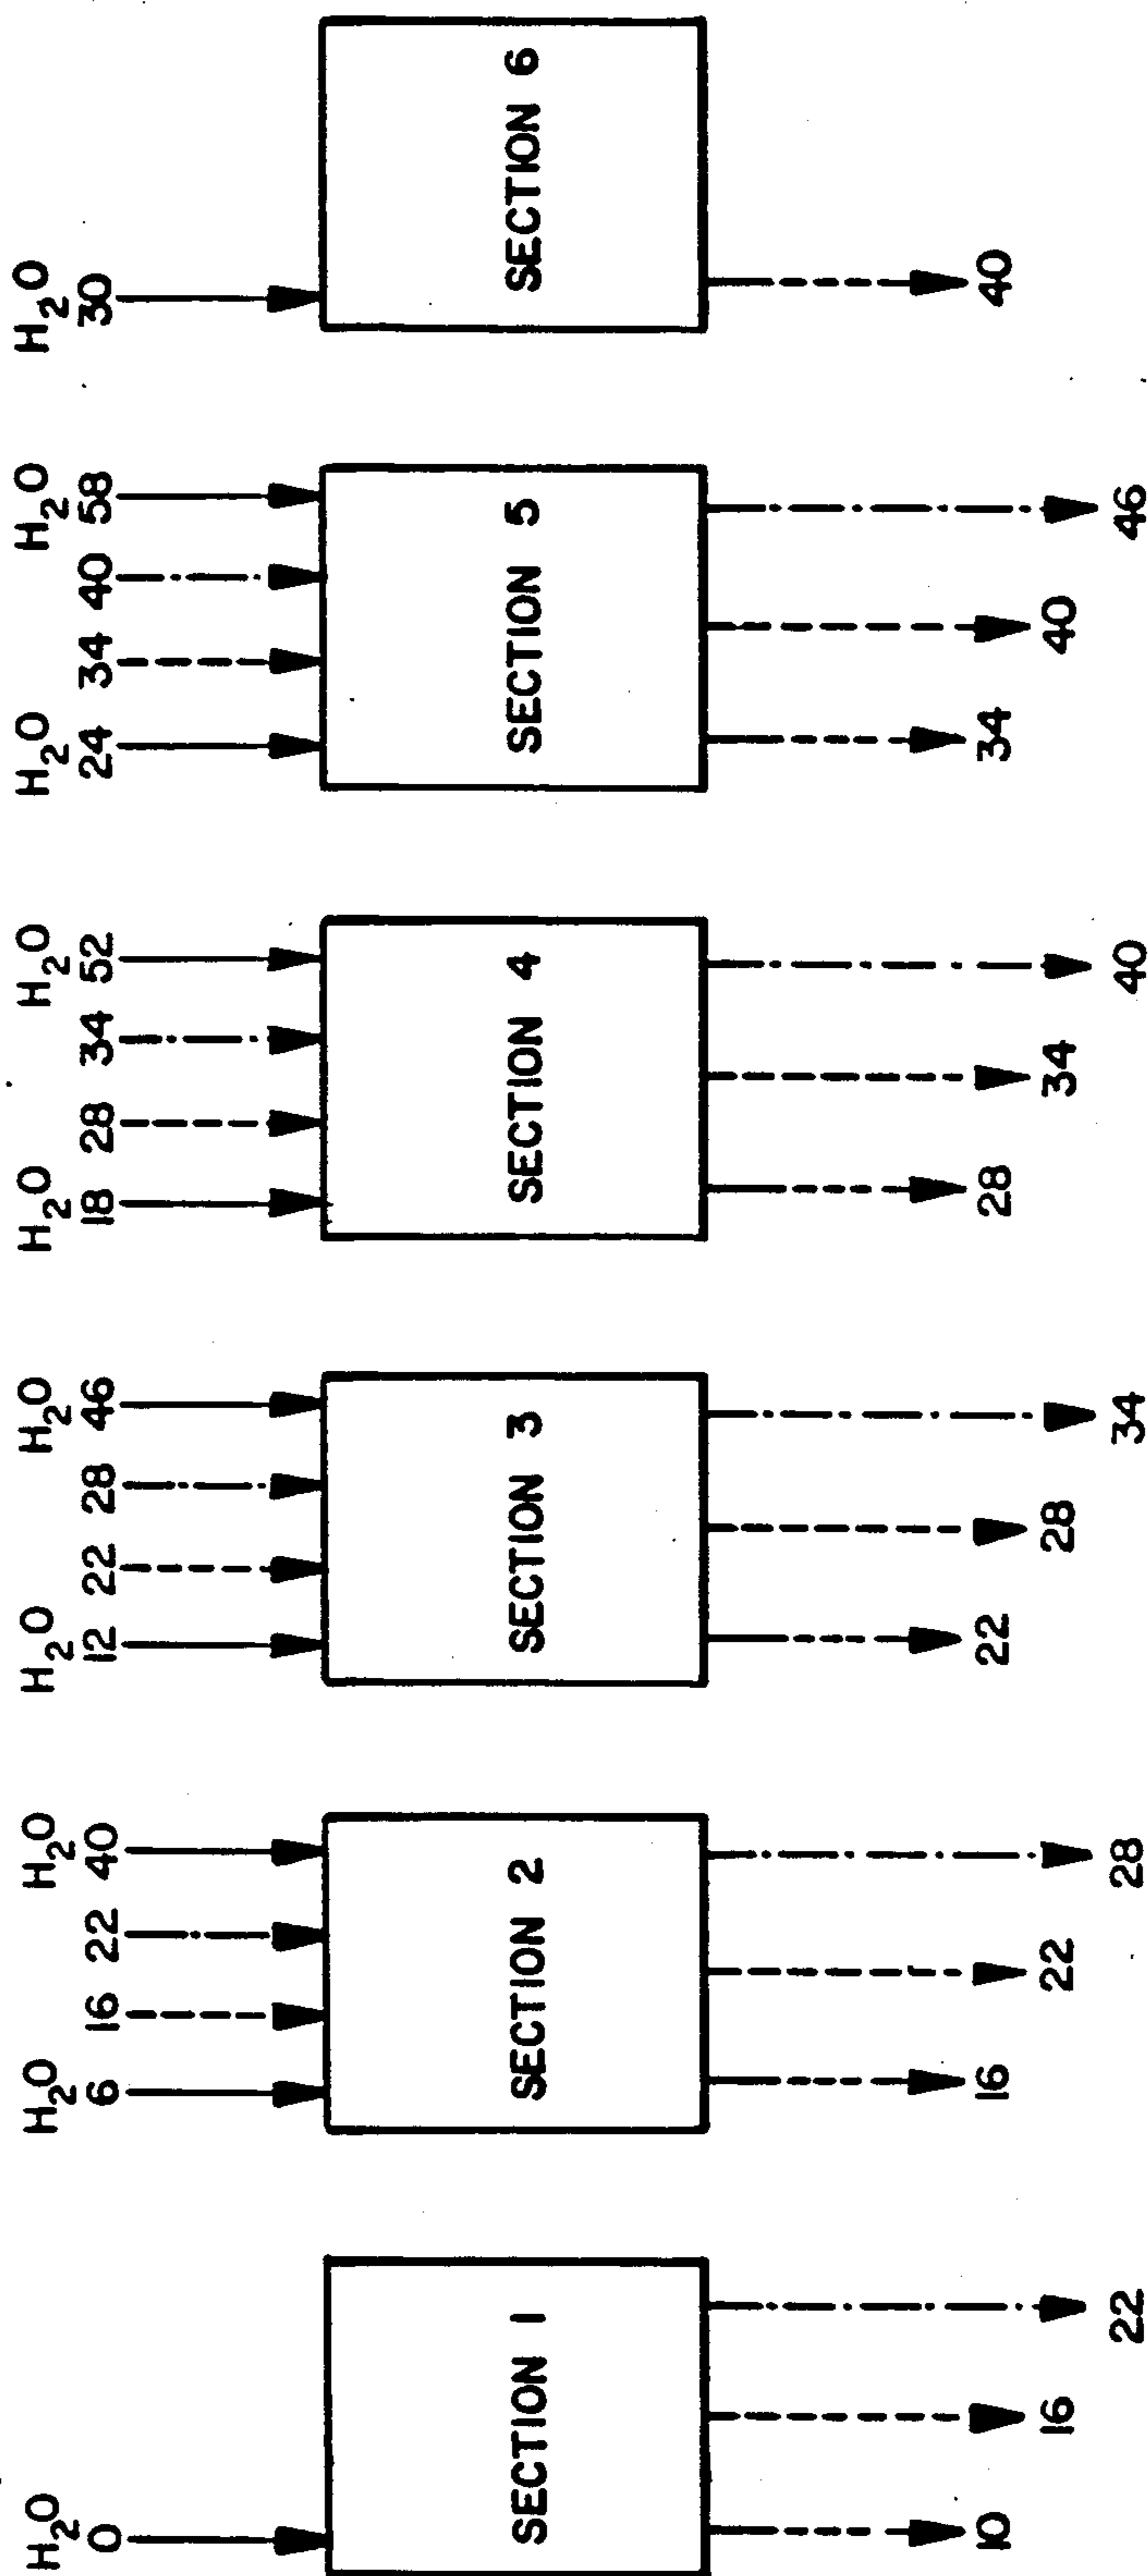 H₂O
0
SECTION 1
10
16
22
H₂O H₂O
6 16 22 40
SECTION 2
16
22
28
H₂O H₂O
12 22 28 46
SECTION 3
22
28
34
H₂O H₂O
18 28 34 52
SECTION 4
28
34
40
H₂O H₂O
24 34 40 58
SECTION 5
34
40
46
H₂O
30
SECTION 6
40